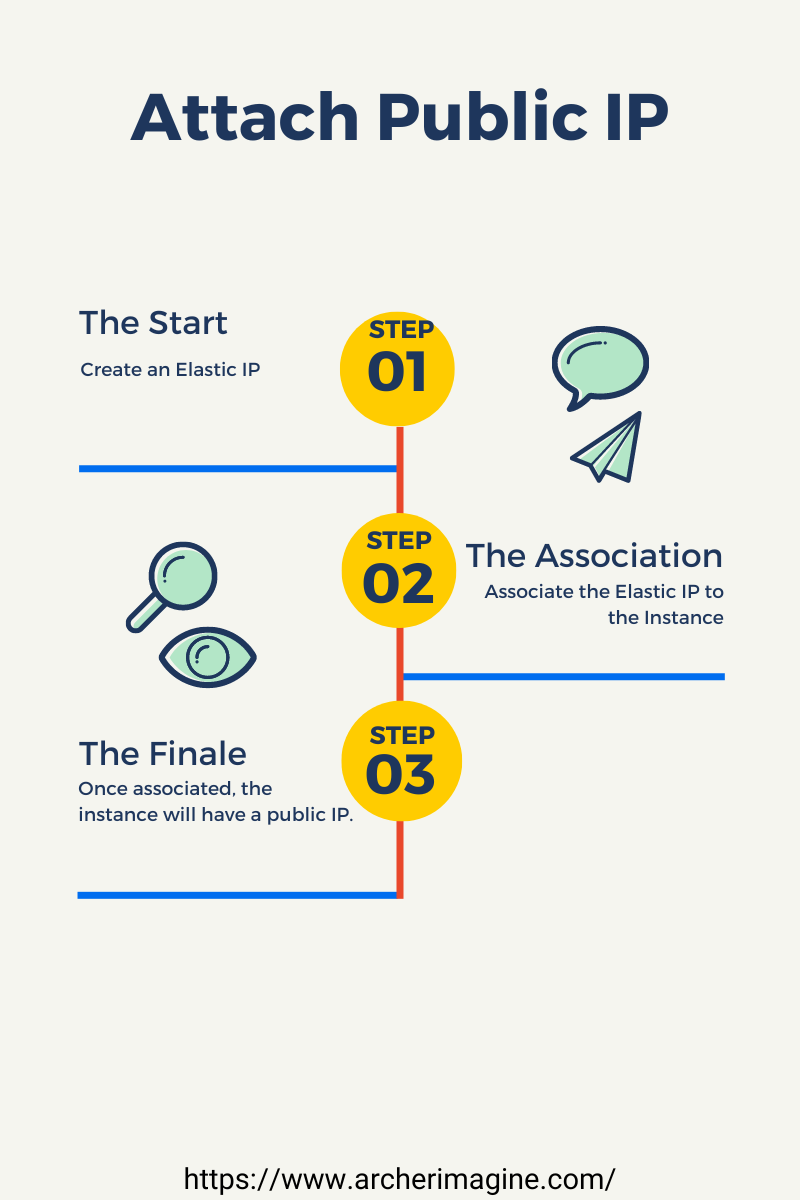 Attach Public IP
The Start
Create an Elastic IP
STEP
01
STEP
02
The Association
Associate the Elastic IP to
the Instance
STEP
03
The Finale
Once associated, the
instance will have a public IP.
https://www.archerimagine.com/